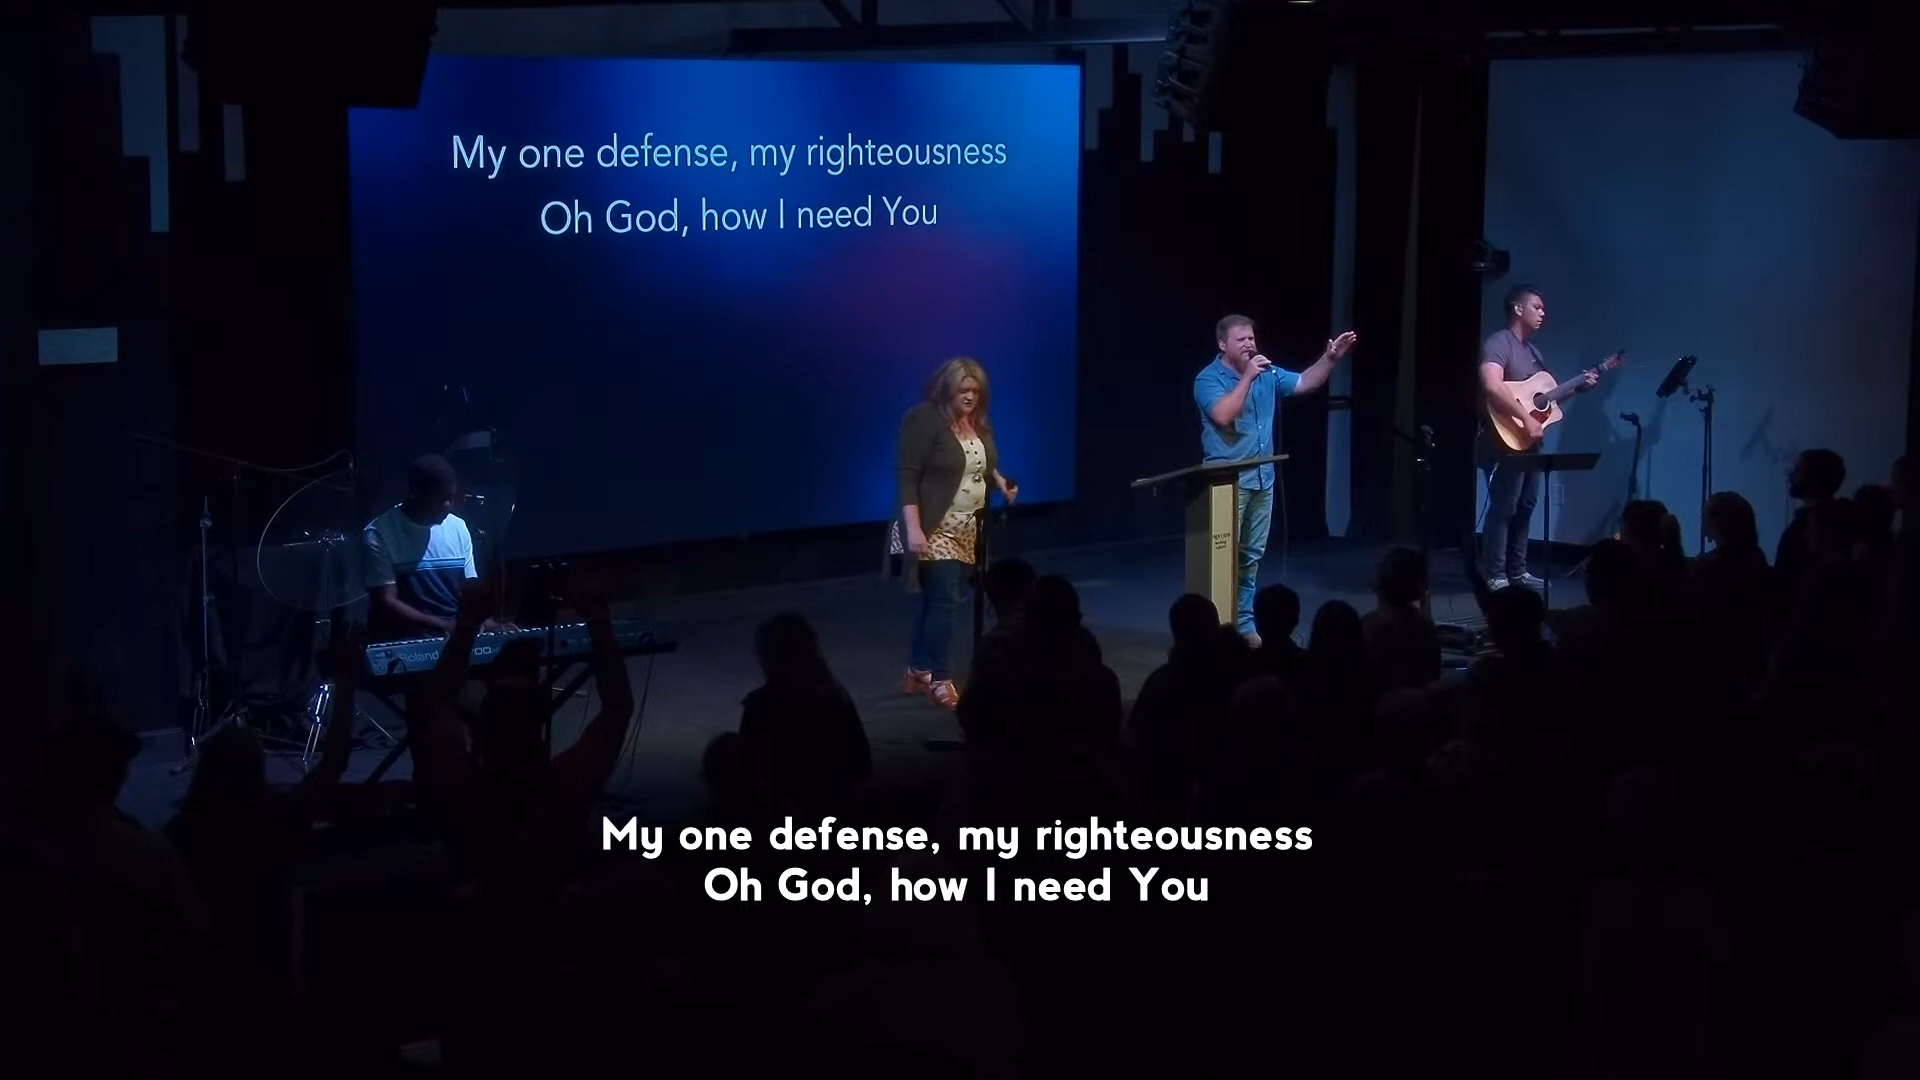 My one defense, my righteousness
Oh God, how I need You
Roland
My one defense, my righteousness
Oh God, how I need You